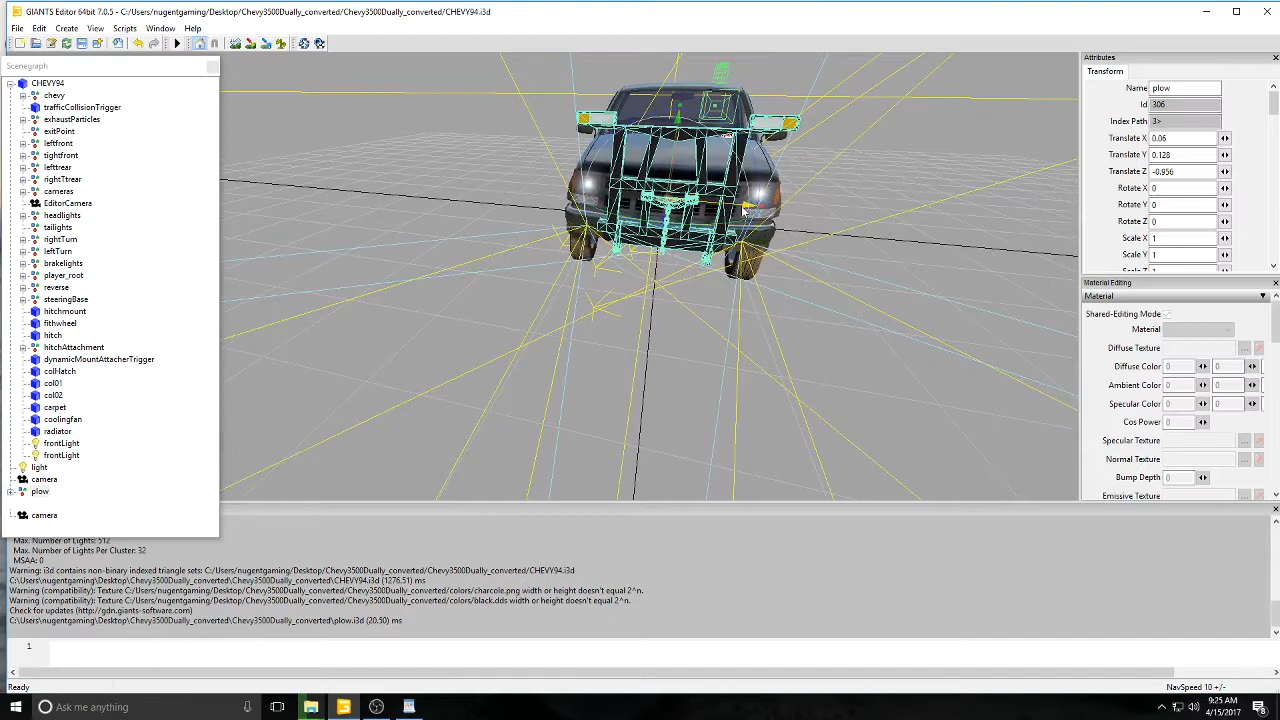 GIANTS Editor 64bit 7.0.5 - C:/Users/nugentgaming/Desktop/Chevy3500Dually_converted/Chevy3500Dually_converted/CHEVY94.i3d
File Edit Create View Scripts Window Help
Scenegraph
CHEVY94
chevy
trafficCollisionTrigger
exhaustParticles
exitPoint
leftfront
tightfront
lefttrear
rightTtrear
cameras
EditorCamera
headlights
tailights
rightTurn
leftTurn
brakelights
player_root
reverse
steeringBase
hitchmount
fithwheel
hitch
hitchAttachment
dynamicMountAttacherTrigger
colHatch
col01
col02
carpet
coolingfan
radiator
frontLight
frontLight
light
camera
plow
camera
Attributes
Transform
Name plow
Id 306
Index Path 3>
Translate X 0.06
Translate Y 0.128
Translate Z -0.956
Rotate X 0
Rotate Y 0
Rotate Z 0
Scale X 1
Scale Y 1
Material Editing
Material
Shared-Editing Mode
Material
Diffuse Texture ...
Diffuse Color 0 0
Ambient Color 0 0
Specular Color 0 0
Cos Power 0
Specular Texture ...
Normal Texture ...
Bump Depth 0
Emissive Texture ...
Max. Number of Lights: 512
Max. Number of Lights Per Cluster: 32
MSAA: 0
Warning: i3d contains non-binary indexed triangle sets: C:/Users/nugentgaming/Desktop/Chevy3500Dually_converted/Chevy3500Dually_converted/CHEVY94.i3d
C:\Users\nugentgaming\Desktop\Chevy3500Dually_converted\Chevy3500Dually_converted\CHEVY94.i3d (1276.51) ms
Warning (compatibility): Texture C:/Users/nugentgaming/Desktop/Chevy3500Dually_converted/Chevy3500Dually_converted/colors/charcole.png width or height doesn't equal 2^n.
Warning (compatibility): Texture C:/Users/nugentgaming/Desktop/Chevy3500Dually_converted/Chevy3500Dually_converted/colors/black.dds width or height doesn't equal 2^n.
Check for updates (http://gdn.giants-software.com)
C:\Users\nugentgaming\Desktop\Chevy3500Dually_converted\Chevy3500Dually_converted\plow.i3d (20.50) ms
1
Ready
NavSpeed 10 +/-
Ask me anything
9:25 AM
4/15/2017